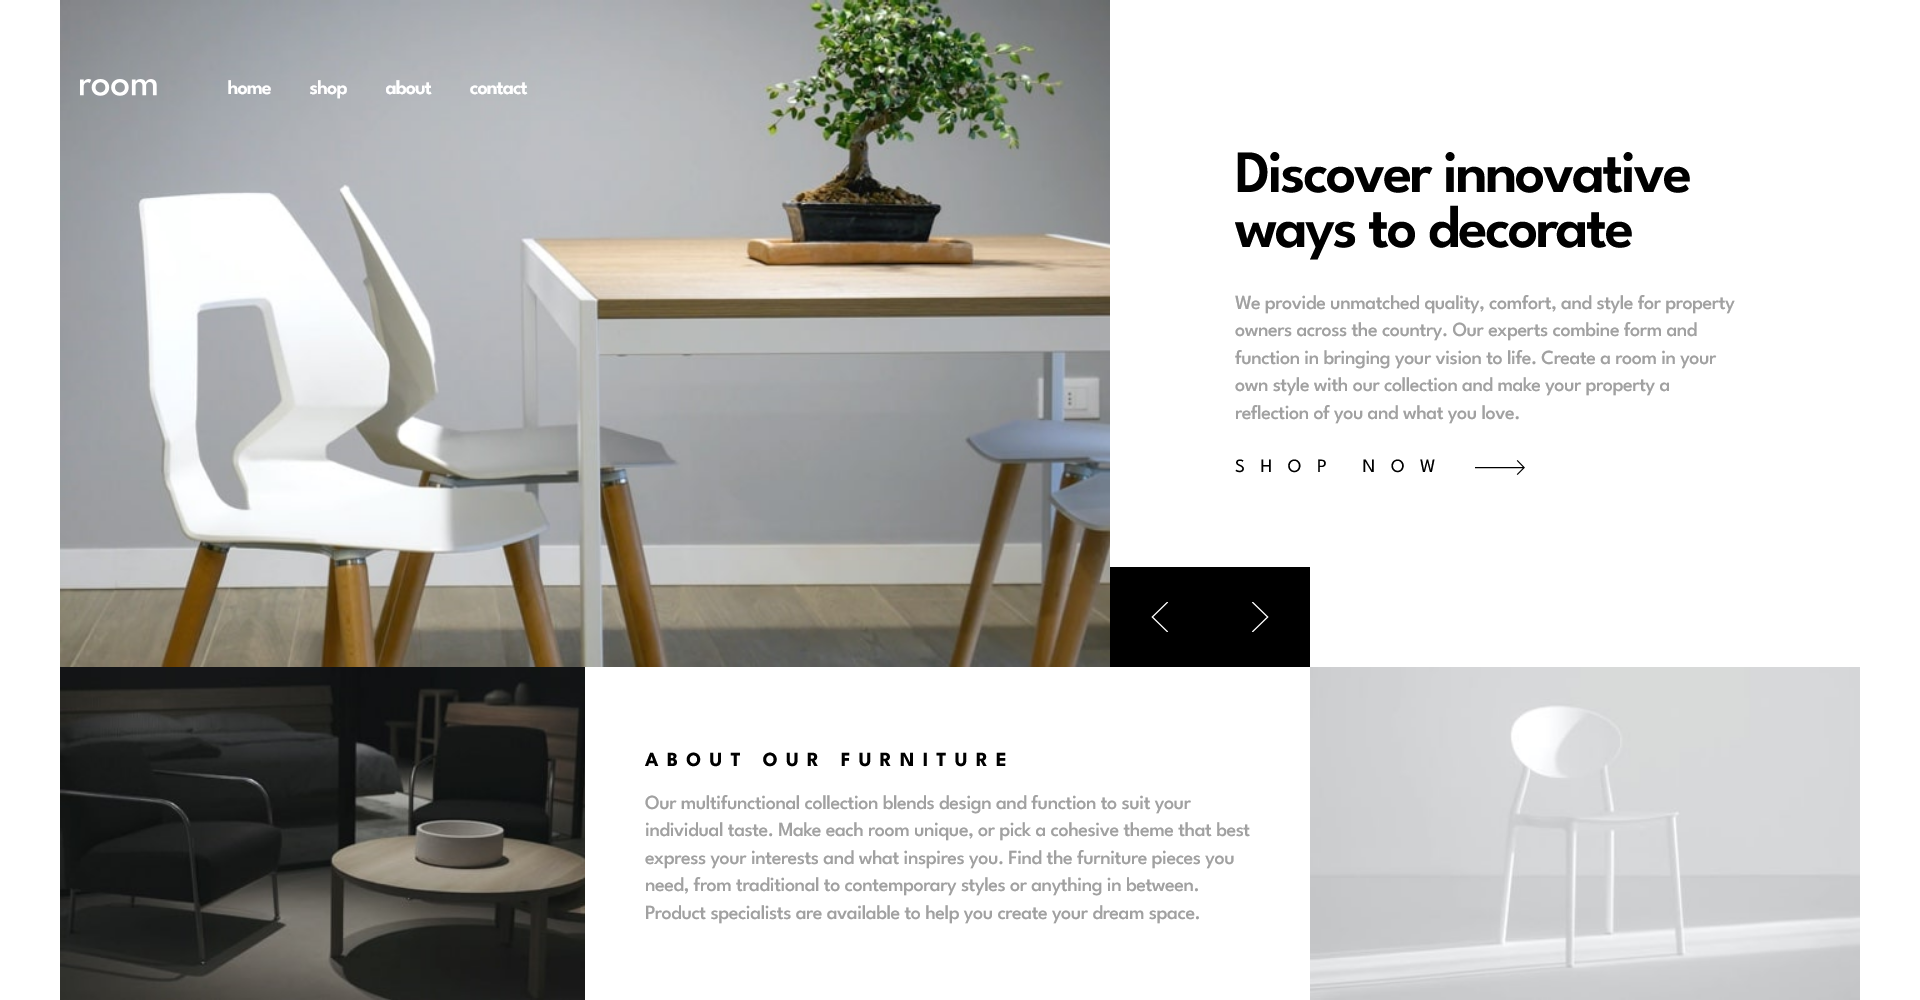 room
home shop about contact
Discover innovative
ways to decorate
We provide unmatched quality, comfort, and style for property
owners across the country. Our experts combine form and
function in bringing your vision to life. Create a room in your
own style with our collection and make your property a
reflection of you and what you love.
SHOP NOW
ABOUT OUR FURNITURE
Our multifunctional collection blends design and function to suit your
individual taste. Make each room unique, or pick a cohesive theme that best
express your interests and what inspires you. Find the furniture pieces you
need, from traditional to contemporary styles or anything in between.
Product specialists are available to help you create your dream space.